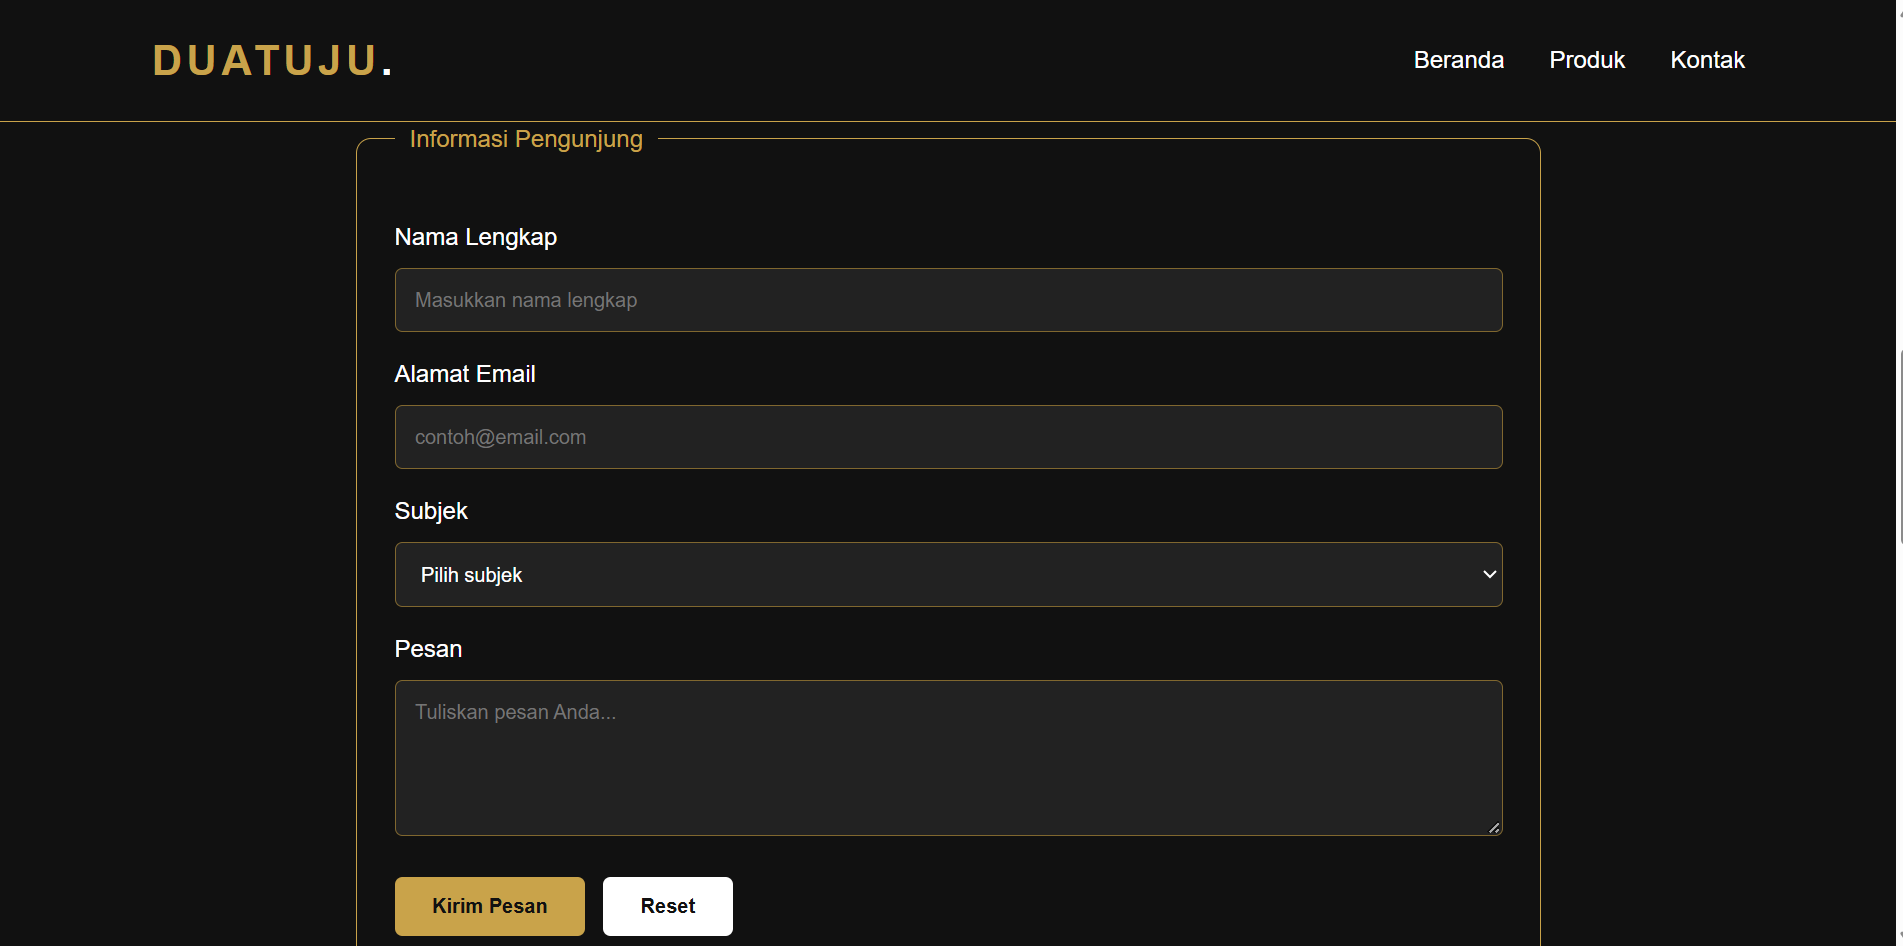 DUATUJU.
Beranda Produk Kontak
Informasi Pengunjung
Nama Lengkap
Masukkan nama lengkap
Alamat Email
contoh@email.com
Subjek
Pilih subjek
Pesan
Tuliskan pesan Anda...
Kirim Pesan Reset